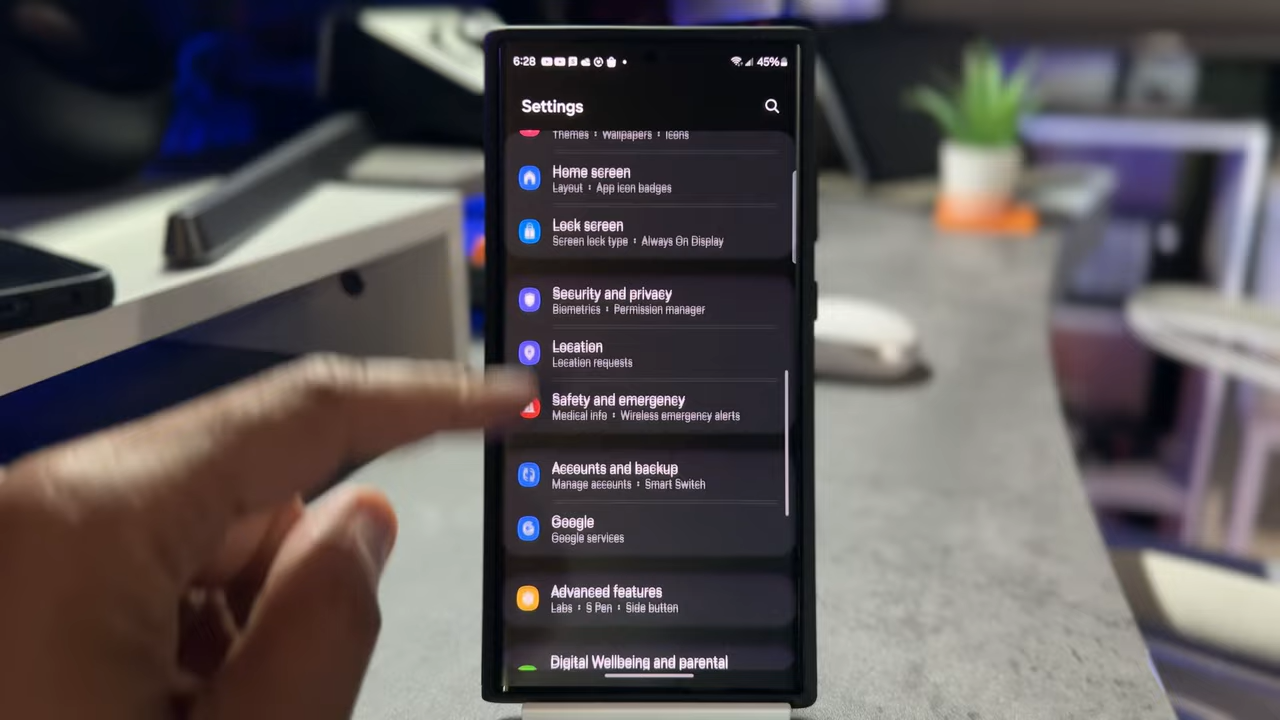 6:28 45%
Settings
Themes • Wallpapers • Icons
Home screen
Layout • App icon badges
Lock screen
Screen lock type • Always On Display
Security and privacy
Biometrics • Permission manager
Location
Location requests
Safety and emergency
Medical info • Wireless emergency alerts
Accounts and backup
Manage accounts • Smart Switch
Google
Google services
Advanced features
Labs • S Pen • Side button
Digital Wellbeing and parental